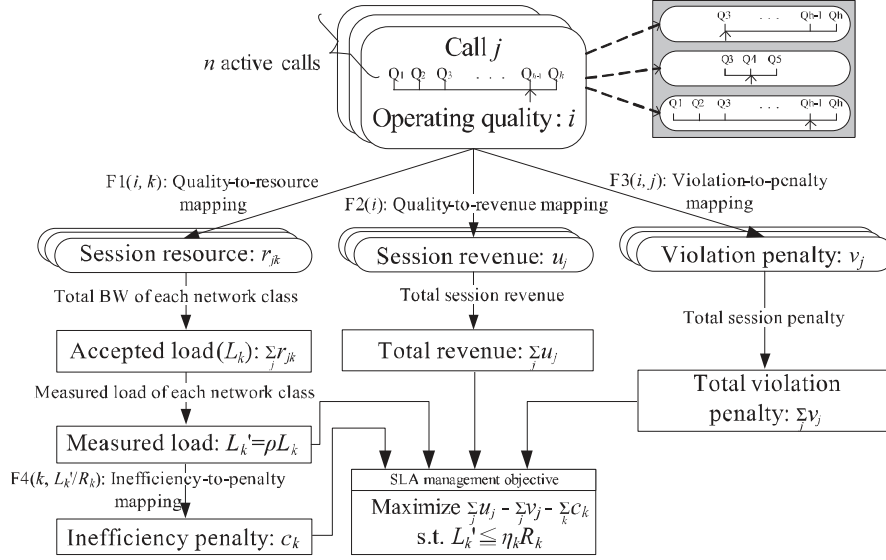 n active calls
Call j
Q1 Q2 Q3 . . . Qh-1 Qh
Operating quality: i
Q3 . . . Qh-1 Qh
Q3 Q4 Q5
Q1 Q2 Q3 . . . Qh-1 Qh
F1(i, k): Quality-to-resource
mapping
F2(i): Quality-to-revenue mapping
F3(i, j): Violation-to-penalty
mapping
Session resource: rjk
Session revenue: uj
Violation penalty: vj
Total BW of each network class
Total session revenue
Total session penalty
Accepted load(Lk): Σj rjk
Total revenue: Σj uj
Measured load of each network class
Total violation
penalty: Σj vj
Measured load: Lk'=ρLk
F4(k, Lk'/Rk): Inefficiency-to-penalty
mapping
SLA management objective
Maximize Σj uj - Σj vj - Σk ck
s.t. Lk' ≦ ηkRk
Inefficiency penalty: ck